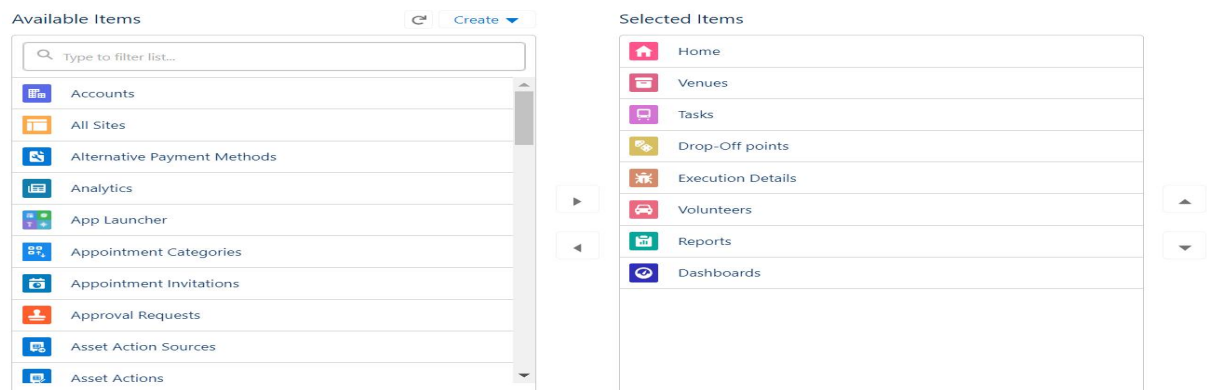 Available Items
Create
Type to filter list...
Accounts
All Sites
Alternative Payment Methods
Analytics
App Launcher
Appointment Categories
Appointment Invitations
Approval Requests
Asset Action Sources
Asset Actions
Selected Items
Home
Venues
Tasks
Drop-Off points
Execution Details
Volunteers
Reports
Dashboards